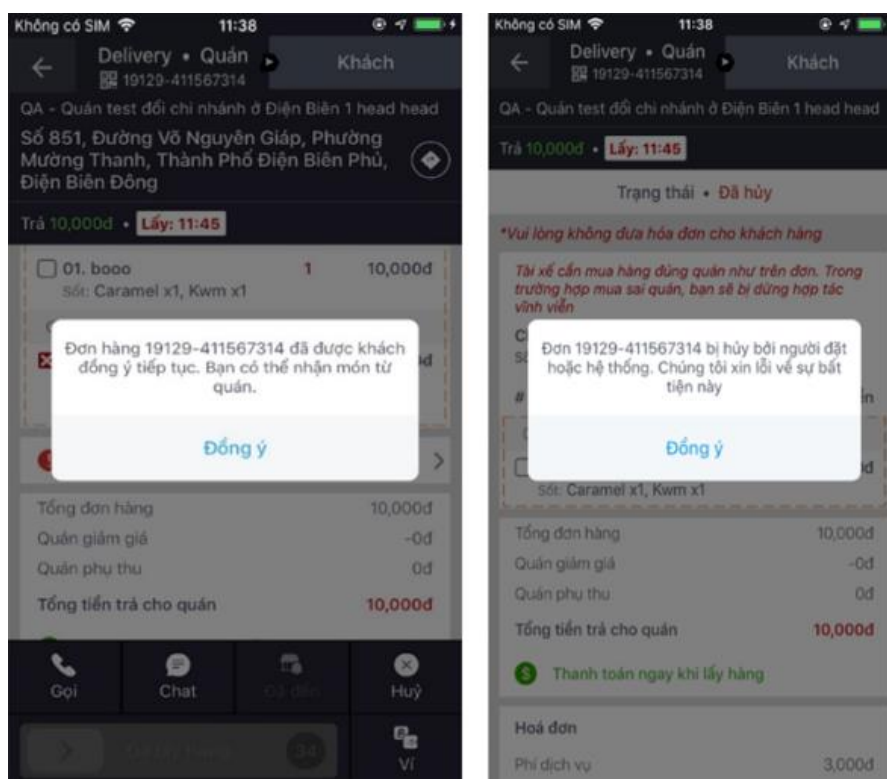 Không có SIM 11:38
Delivery • Quán
19129-411567314
Khách
QA - Quán test đổi chi nhánh ở Điện Biên 1 head head
Số 851, Đường Võ Nguyên Giáp, Phường
Mường Thanh, Thành Phố Điện Biên Phủ,
Điện Biên Đông
Trả 10,000đ • Lấy: 11:45
01. booo 1 10,000đ
Sốt: Caramel x1, Kwm x1
Đơn hàng 19129-411567314 đã được khách
đồng ý tiếp tục. Bạn có thể nhận món từ
quán.
Đồng ý
Tổng đơn hàng 10,000đ
Quán giảm giá -0đ
Quán phụ thu 0đ
Tổng tiền trả cho quán 10,000đ
Gọi
Chat
Đã đến
Huỷ
Đã lấy hàng 34
Ví
Không có SIM 11:38
Delivery • Quán
19129-411567314
Khách
QA - Quán test đổi chi nhánh ở Điện Biên 1 head head
Trả 10,000đ • Lấy: 11:45
Trạng thái • Đã hủy
*Vui lòng không đưa hóa đơn cho khách hàng
Tài xế cần mua hàng đúng quán như trên đơn. Trong
trường hợp mua sai quán, bạn sẽ bị dừng hợp tác
vĩnh viễn
Đơn 19129-411567314 bị hủy bởi người đặt
hoặc hệ thống. Chúng tôi xin lỗi về sự bất
tiện này
#
Đồng ý
Sốt: Caramel x1, Kwm x1
Tổng đơn hàng 10,000đ
Quán giảm giá -0đ
Quán phụ thu 0đ
Tổng tiền trả cho quán 10,000đ
Thanh toán ngay khi lấy hàng
Hoá đơn
Phí dịch vụ 3,000đ